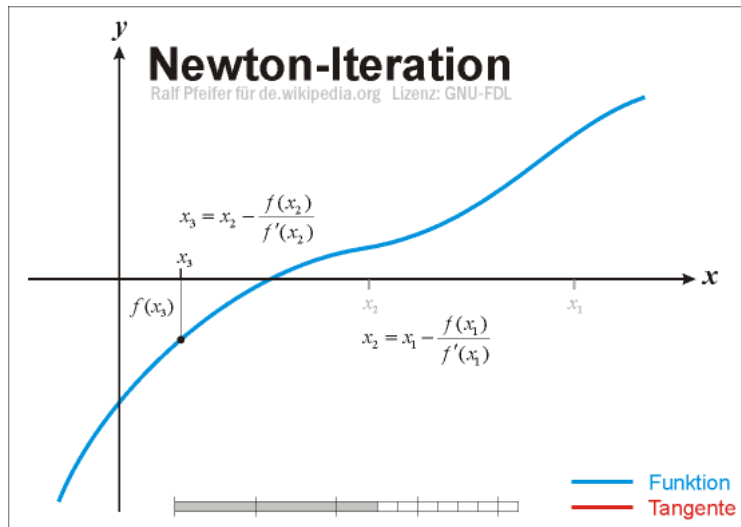 y
Newton-Iteration
Ralf Pfeifer für de.wikipedia.org Lizenz: GNU-FDL
x₃ = x₂ − f(x₂) / f'(x₂)
x₃
x
f(x₃)
x₂
x₁
x₂ = x₁ − f(x₁) / f'(x₁)
Funktion
Tangente